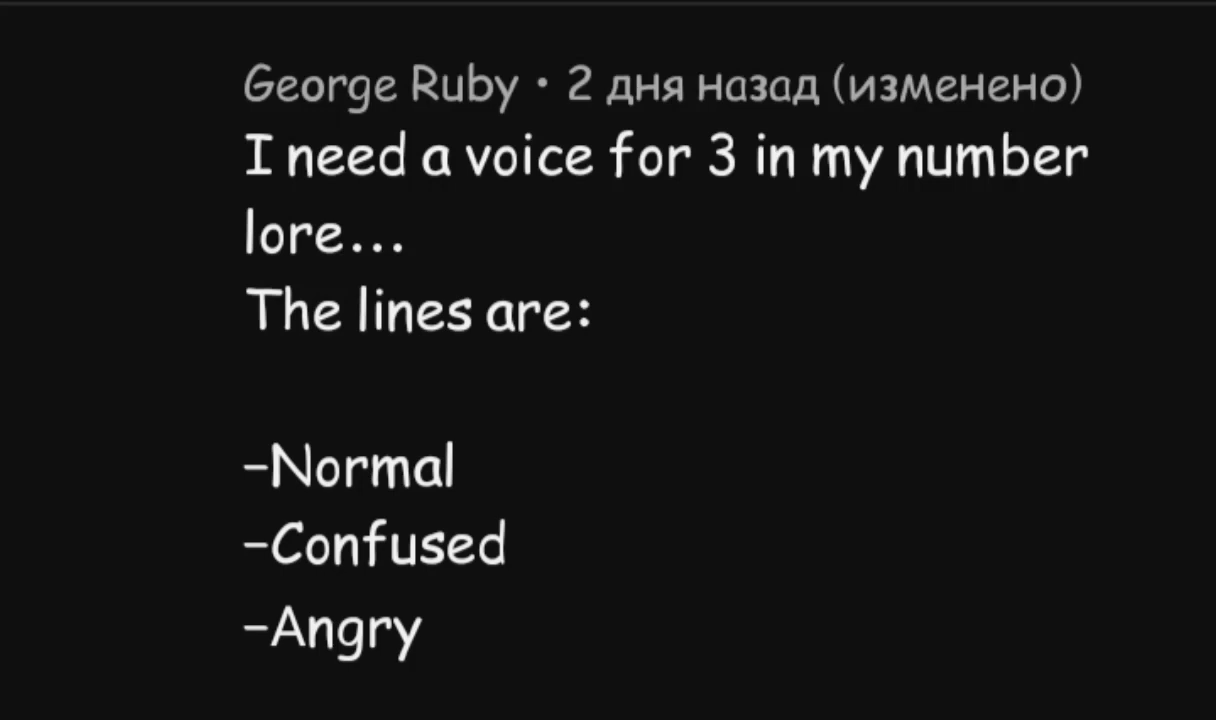 George Ruby • 2 дня назад (изменено)
I need a voice for 3 in my number
lore...
The lines are:
-Normal
-Confused
-Angry